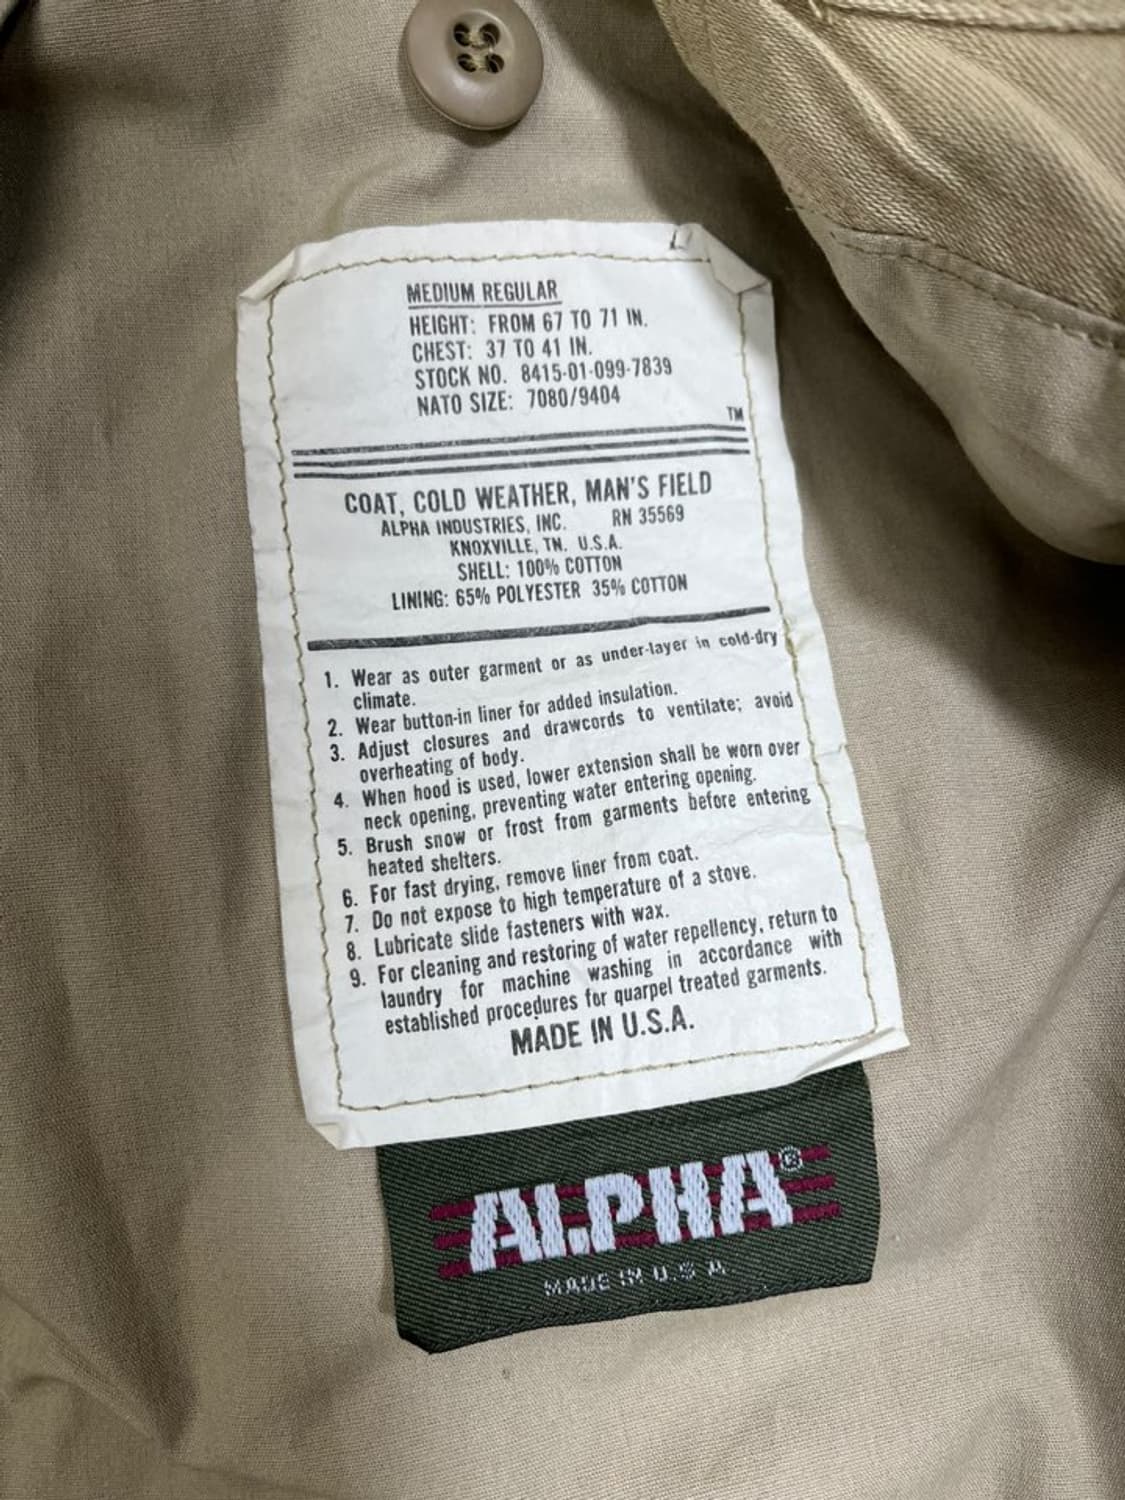 MEDIUM REGULAR
HEIGHT: FROM 67 TO 71 IN.
CHEST: 37 TO 41 IN.
STOCK NO. 8415-01-099-7839
NATO SIZE: 7080/9404
TM
COAT, COLD WEATHER, MAN'S FIELD
ALPHA INDUSTRIES, INC. RN 35569
KNOXVILLE, TN. U.S.A.
SHELL: 100% COTTON
LINING: 65% POLYESTER 35% COTTON
1. Wear as outer garment or as under-layer in cold-dry
climate.
2. Wear button-in liner for added insulation.
3. Adjust closures and drawcords to ventilate; avoid
overheating of body.
4. When hood is used, lower extension shall be worn over
neck opening, preventing water entering opening.
5. Brush snow or frost from garments before entering
heated shelters.
6. For fast drying, remove liner from coat.
7. Do not expose to high temperature of a stove.
8. Lubricate slide fasteners with wax.
9. For cleaning and restoring of water repellency, return to
laundry for machine washing in accordance with
established procedures for quarpel treated garments.
MADE IN U.S.A.
ALPHA®
MADE IN U.S.A